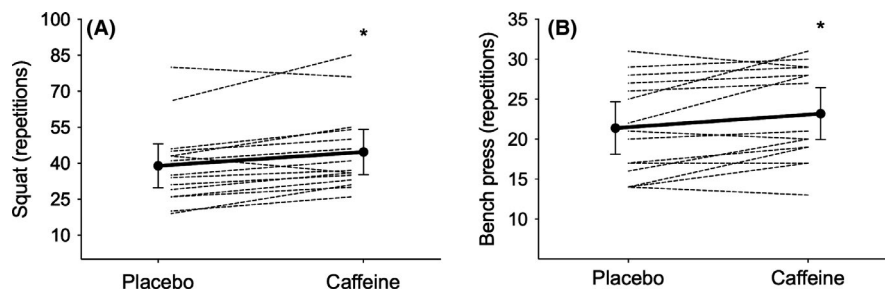 (A)
*
Squat (repetitions)
100
85
70
55
40
25
10
Placebo
Caffeine
(B)
*
Bench press (repetitions)
35
30
25
20
15
10
Placebo
Caffeine